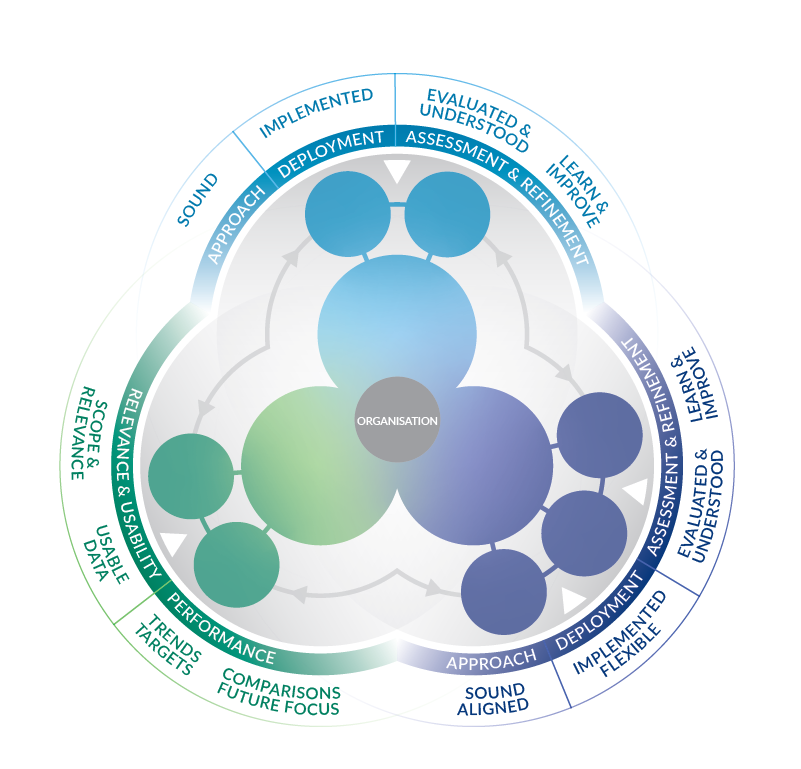 SOUND
IMPLEMENTED
EVALUATED &
UNDERSTOOD
LEARN &
IMPROVE
APPROACH
DEPLOYMENT
ASSESSMENT & REFINEMENT
ORGANISATION
ASSESSMENT & REFINEMENT
LEARN &
IMPROVE
EVALUATED &
UNDERSTOOD
DEPLOYMENT
IMPLEMENTED
FLEXIBLE
APPROACH
SOUND
ALIGNED
RELEVANCE & USABILITY
SCOPE &
RELEVANCE
USABLE
DATA
PERFORMANCE
TRENDS
TARGETS
COMPARISONS
FUTURE FOCUS